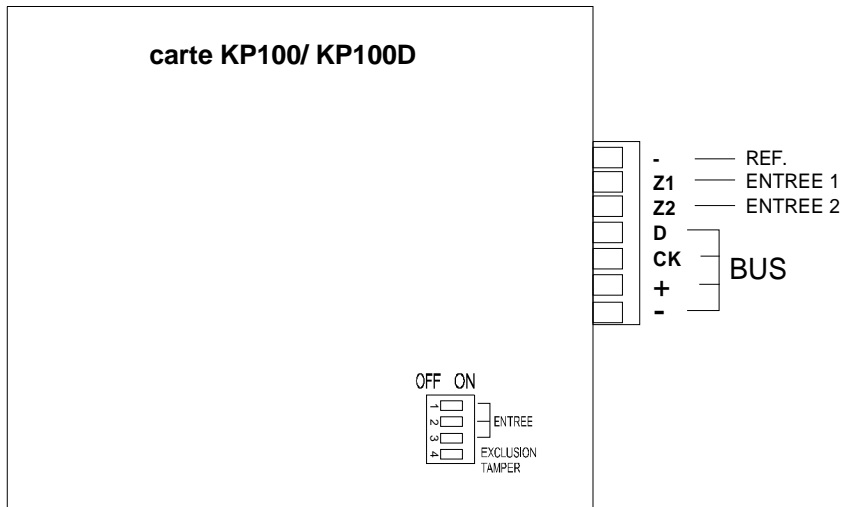 carte KP100/ KP100D
- REF.
Z1 ENTREE 1
Z2 ENTREE 2
D
CK
+
-
BUS
OFF ON
1
2
3
4
ENTREE
EXCLUSION
TAMPER